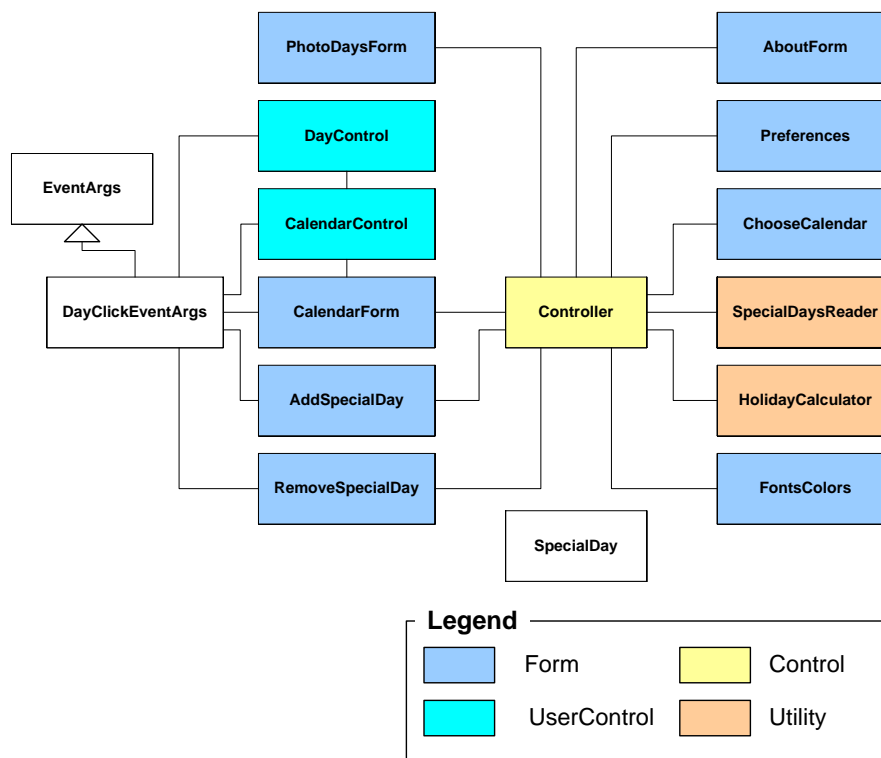 PhotoDaysForm
AboutForm
DayControl
Preferences
EventArgs
CalendarControl
ChooseCalendar
DayClickEventArgs
CalendarForm
Controller
SpecialDaysReader
AddSpecialDay
HolidayCalculator
RemoveSpecialDay
FontsColors
SpecialDay
Legend
Form
Control
UserControl
Utility